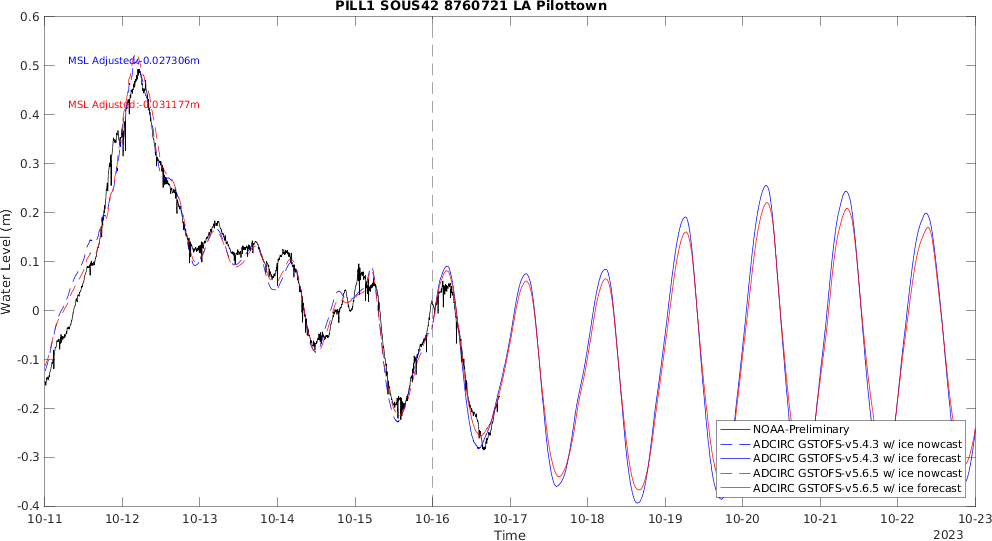 PILL1 SOUS42 8760721 LA Pilottown
Water Level (m)
0.6
0.5
0.4
0.3
0.2
0.1
0
-0.1
-0.2
-0.3
-0.4
MSL Adjusted:-0.027306m
MSL Adjusted:-0.031177m
NOAA-Preliminary
ADCIRC GSTOFS-v5.4.3 w/ ice nowcast
ADCIRC GSTOFS-v5.4.3 w/ ice forecast
ADCIRC GSTOFS-v5.6.5 w/ ice nowcast
ADCIRC GSTOFS-v5.6.5 w/ ice forecast
10-11 10-12 10-13 10-14 10-15 10-16 10-17 10-18 10-19 10-20 10-21 10-22 10-23
Time
2023